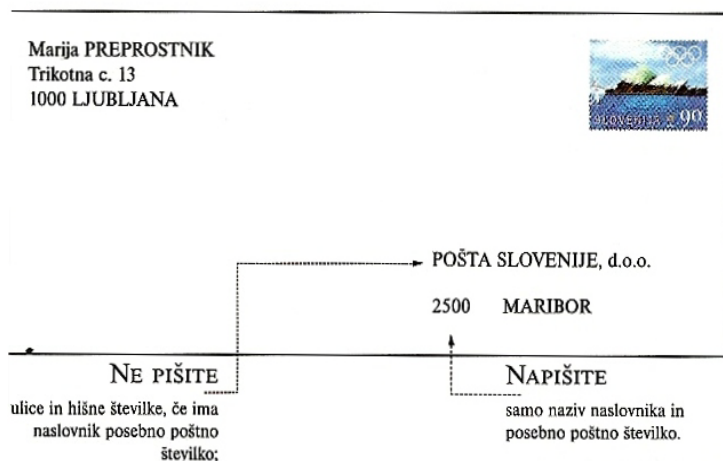 Marija PREPROSTNIK
Trikotna c. 13
1000 LJUBLJANA
SLOVENIJA 90
POŠTA SLOVENIJE, d.o.o.
2500 MARIBOR
NE PIŠITE
ulice in hišne številke, če ima
naslovnik posebno poštno
številko;
NAPIŠITE
samo naziv naslovnika in
posebno poštno številko.